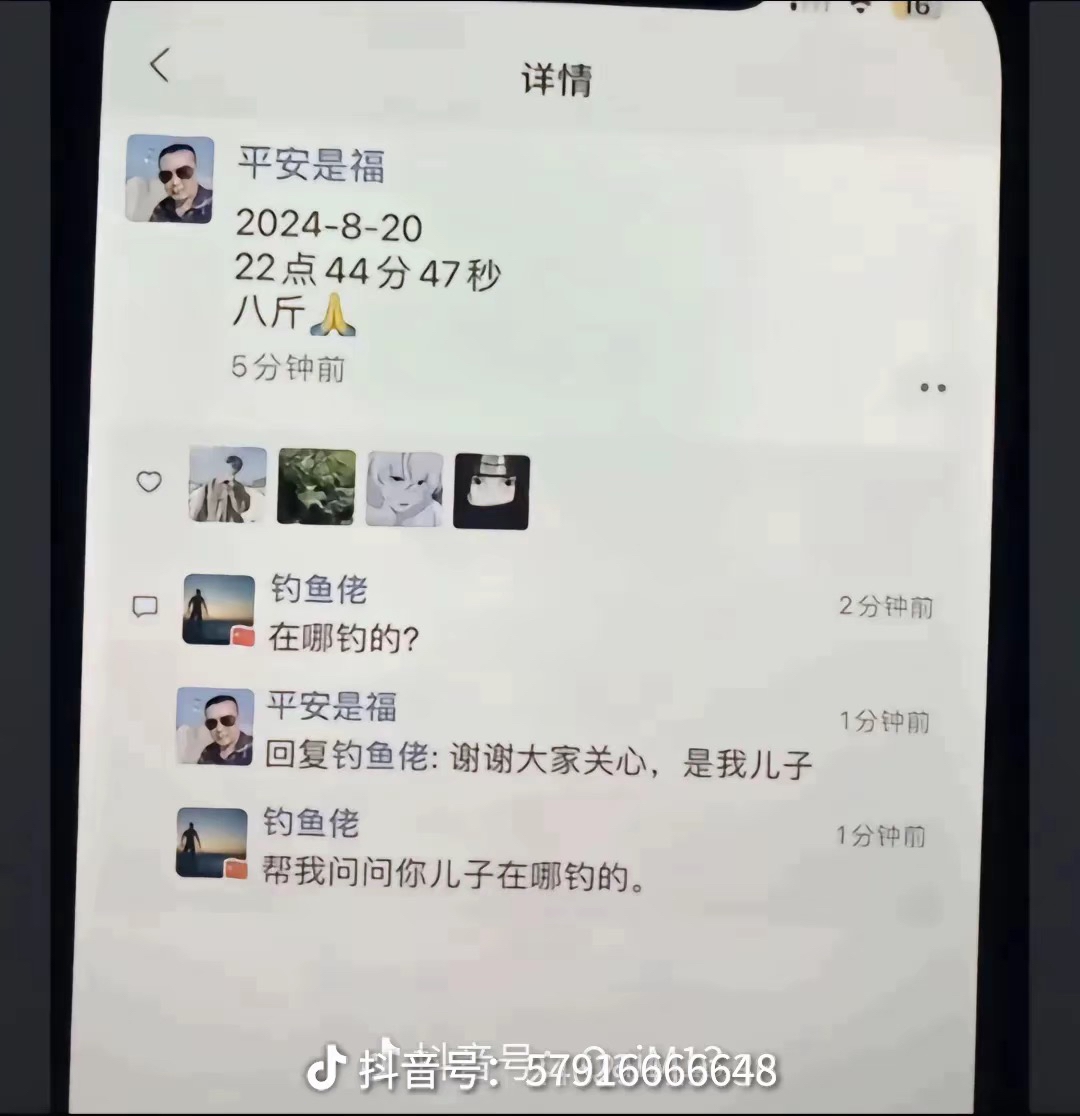 16
详情
平安是福
2024-8-20
22点44分47秒
八斤🙏
5分钟前
钓鱼佬
2分钟前
在哪钓的?
平安是福
1分钟前
回复钓鱼佬: 谢谢大家关心，是我儿子
钓鱼佬
1分钟前
帮我问问你儿子在哪钓的。
抖音号: 57916666648